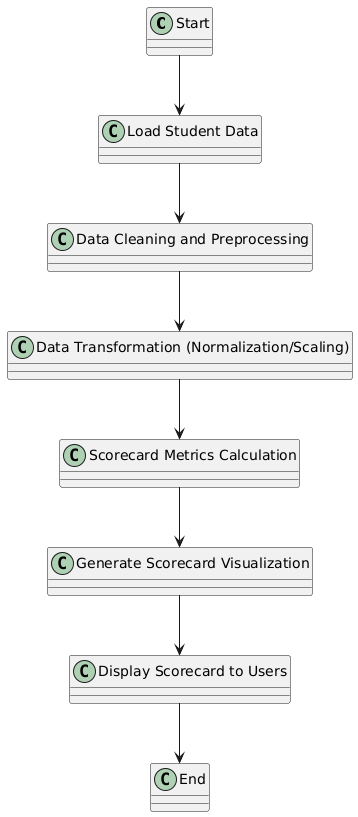 C Start
C Load Student Data
C Data Cleaning and Preprocessing
C Data Transformation (Normalization/Scaling)
C Scorecard Metrics Calculation
C Generate Scorecard Visualization
C Display Scorecard to Users
C End